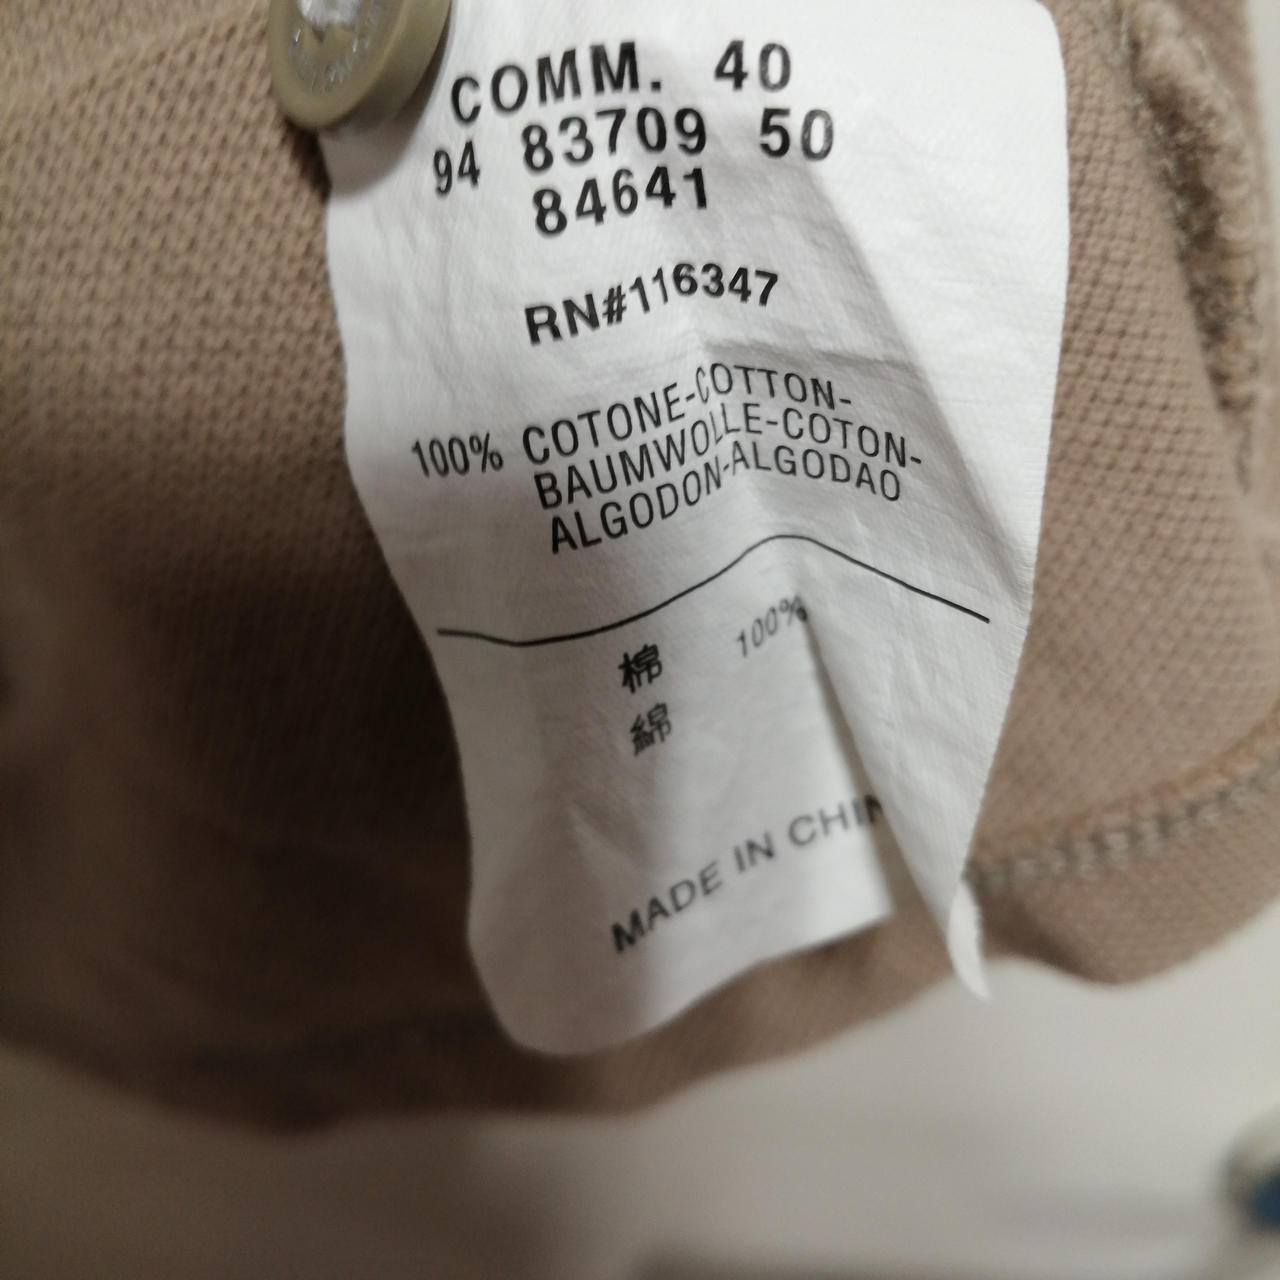 COMM. 40
94 83709 50
84641
RN#116347
100% COTONE-COTTON-
BAUMWOLLE-COTON-
ALGODON-ALGODAO
棉 100%
綿
MADE IN